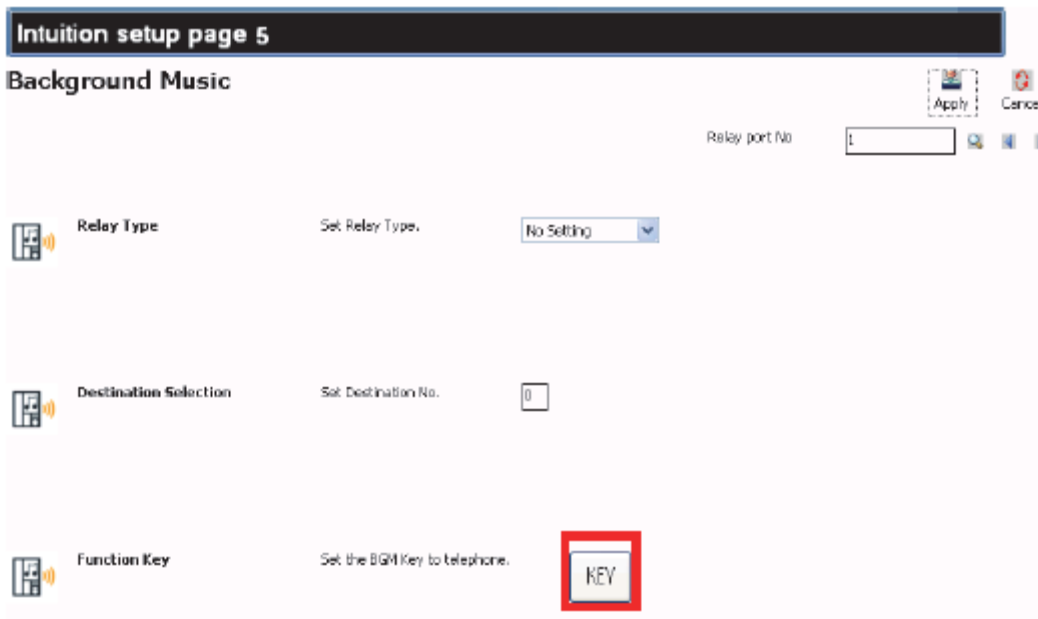 Intuition setup page 5
Background Music
Apply
Cance
Relay port No
1
Relay Type
Set Relay Type.
No Setting
Destination Selection
Set Destination No.
0
Function Key
Set the BGM Key to telephone.
KEY